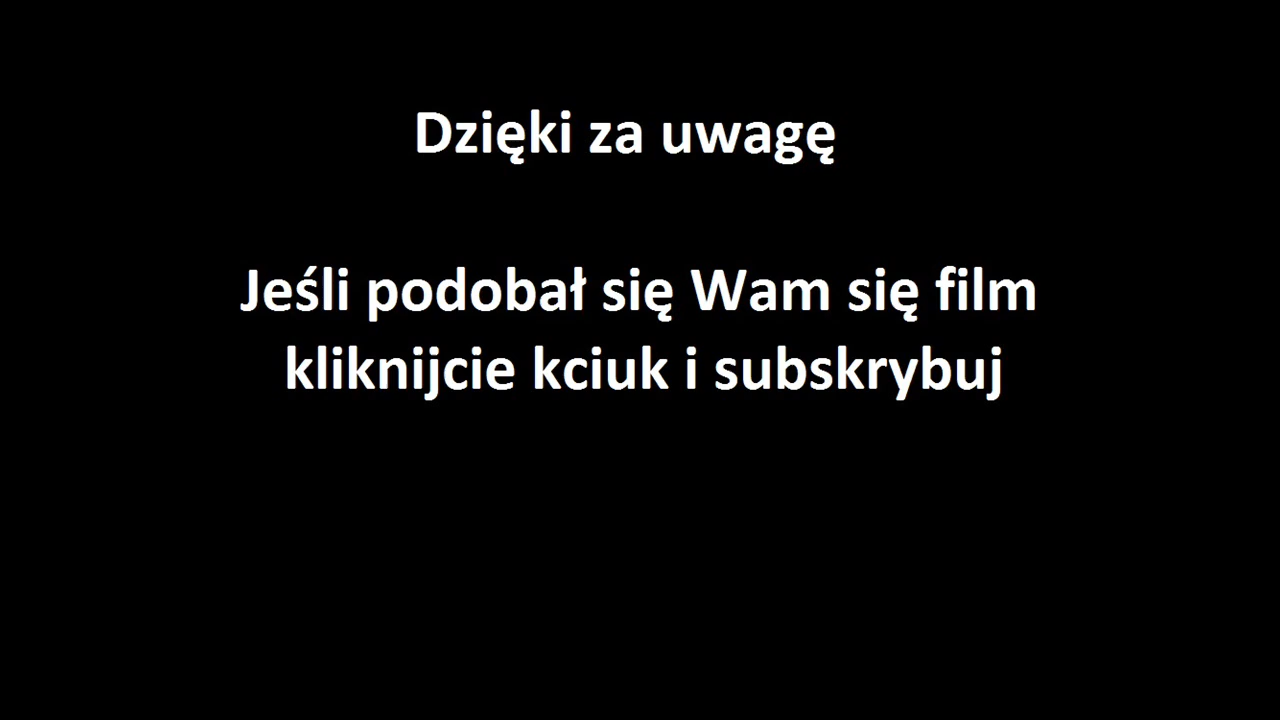 Dzięki za uwagę
Jeśli podobał się Wam się film
kliknijcie kciuk i subskrybuj